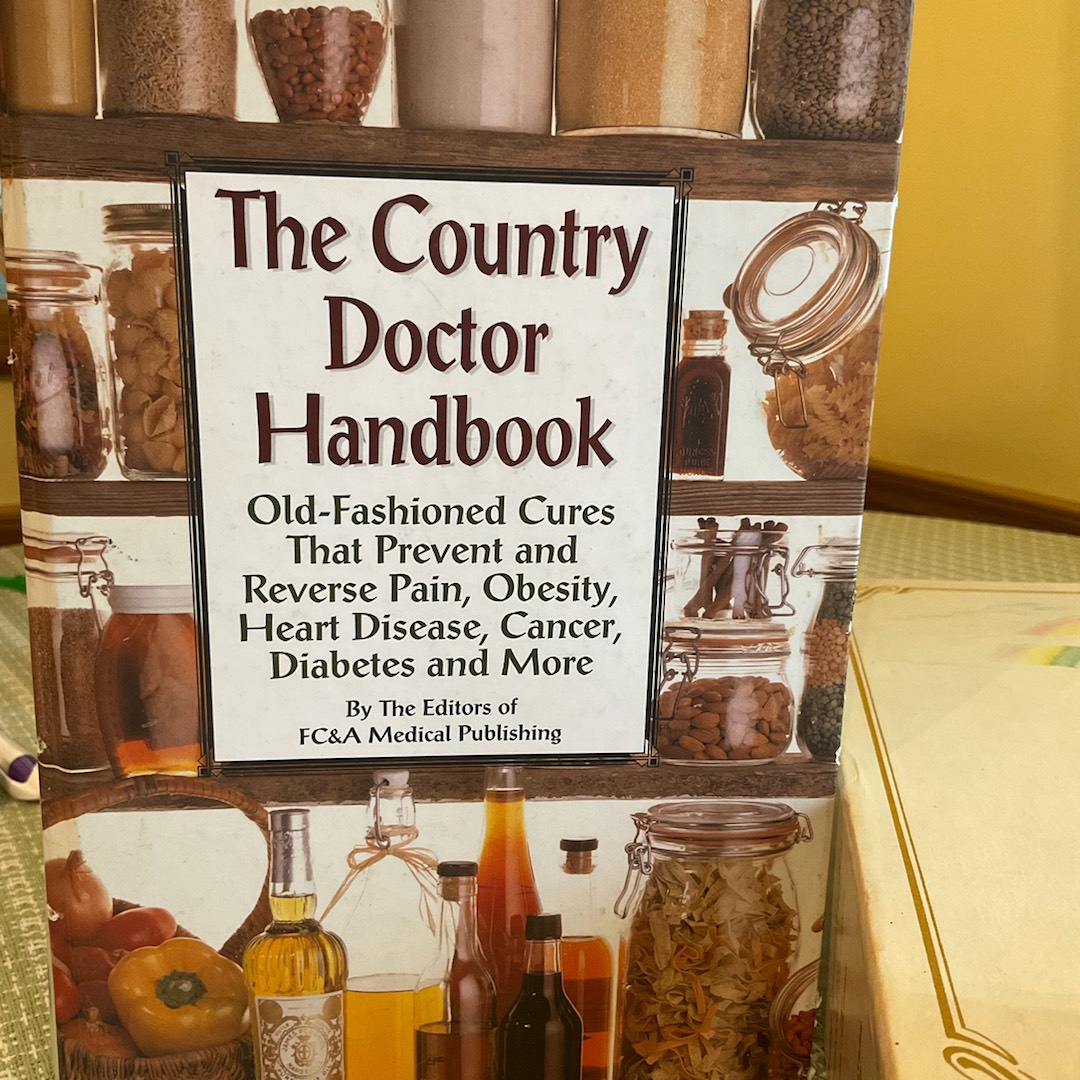 The Country
Doctor
Handbook
Old-Fashioned Cures
That Prevent and
Reverse Pain, Obesity,
Heart Disease, Cancer,
Diabetes and More
By The Editors of
FC&A Medical Publishing